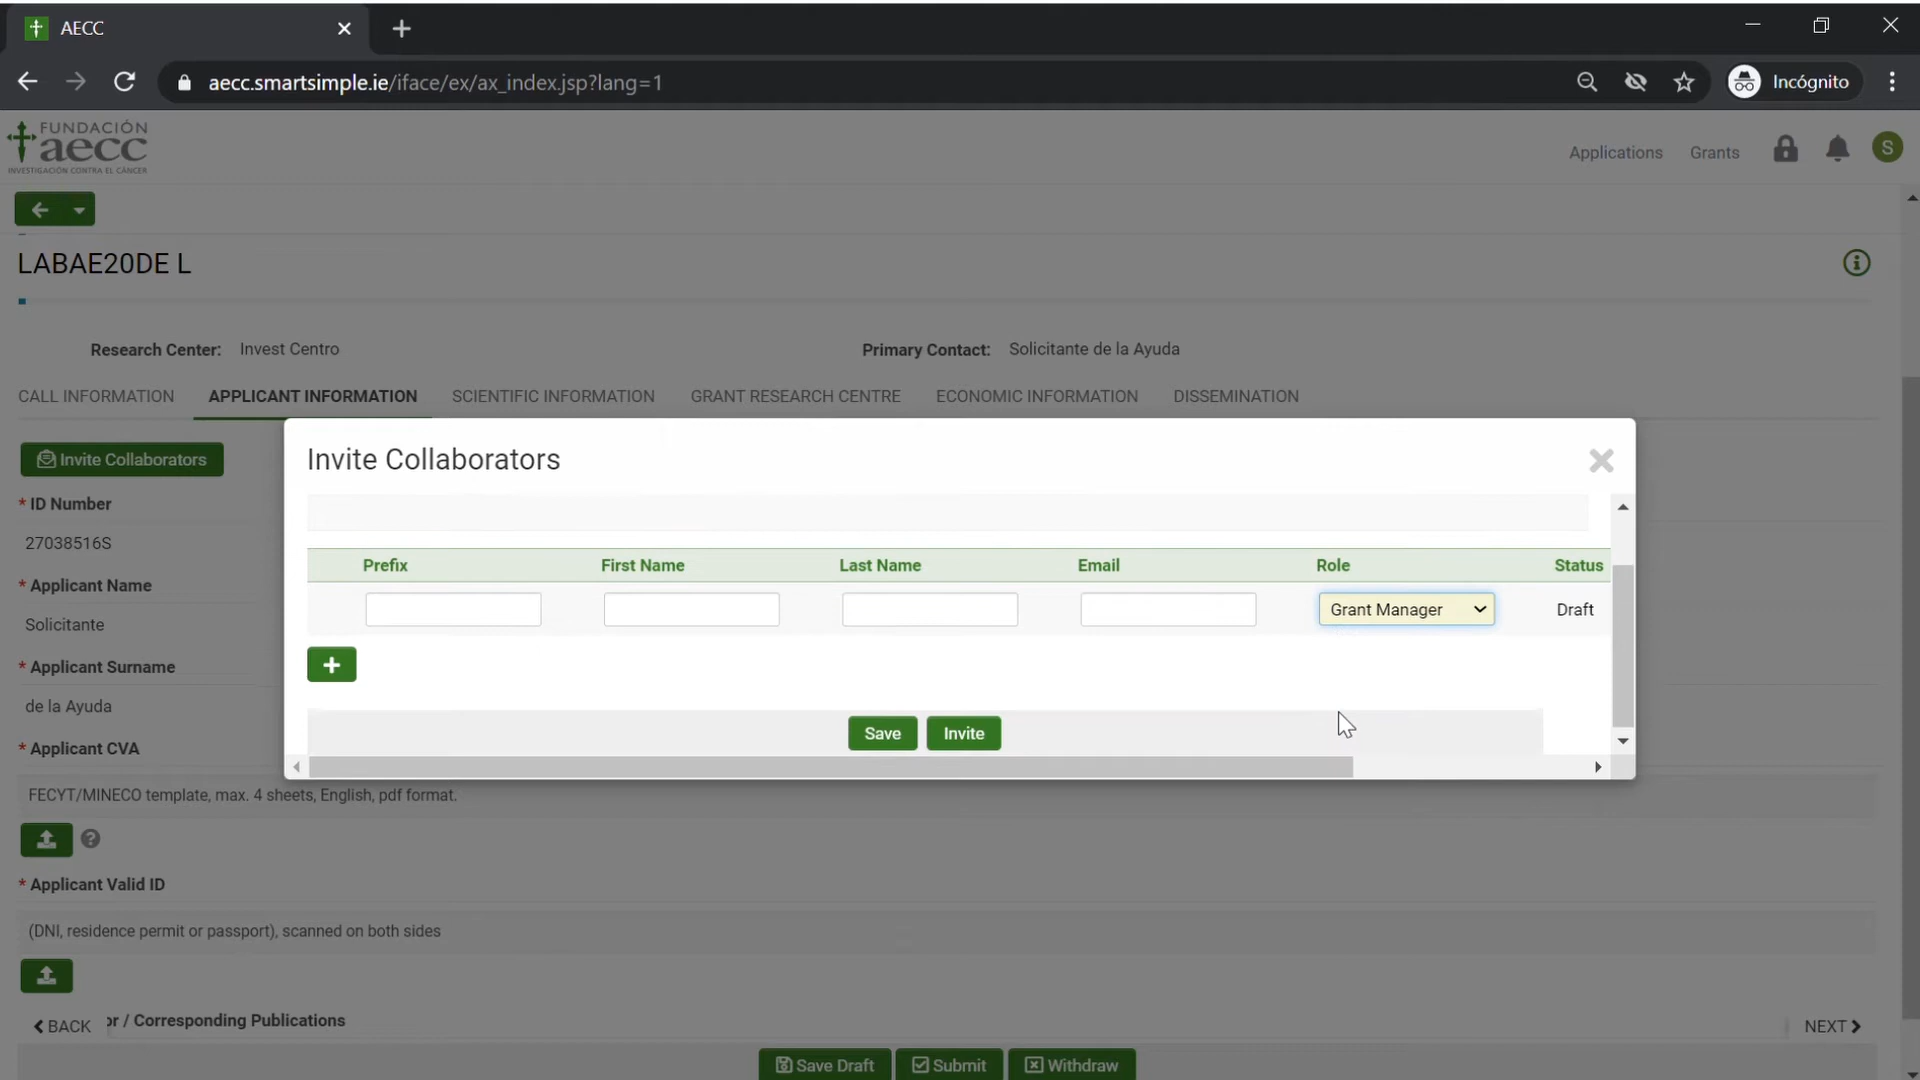 AECC
aecc.smartsimple.ie/iface/ex/ax_index.jsp?lang=1
Incógnito
FUNDACIÓN
aecc
INVESTIGACIÓN CONTRA EL CÁNCER
Applications
Grants
S
LABAE20DE L
Research Center: Invest Centro
Primary Contact: Solicitante de la Ayuda
CALL INFORMATION
APPLICANT INFORMATION
SCIENTIFIC INFORMATION
GRANT RESEARCH CENTRE
ECONOMIC INFORMATION
DISSEMINATION
Invite Collaborators
* ID Number
27038516S
* Applicant Name
Solicitante
* Applicant Surname
de la Ayuda
* Applicant CVA
FECYT/MINECO template, max. 4 sheets, English, pdf format.
* Applicant Valid ID
(DNI, residence permit or passport), scanned on both sides
Invite Collaborators
Prefix
First Name
Last Name
Email
Role
Status
Grant Manager
Draft
+
Save
Invite
BACK
or / Corresponding Publications
NEXT
Save Draft
Submit
Withdraw